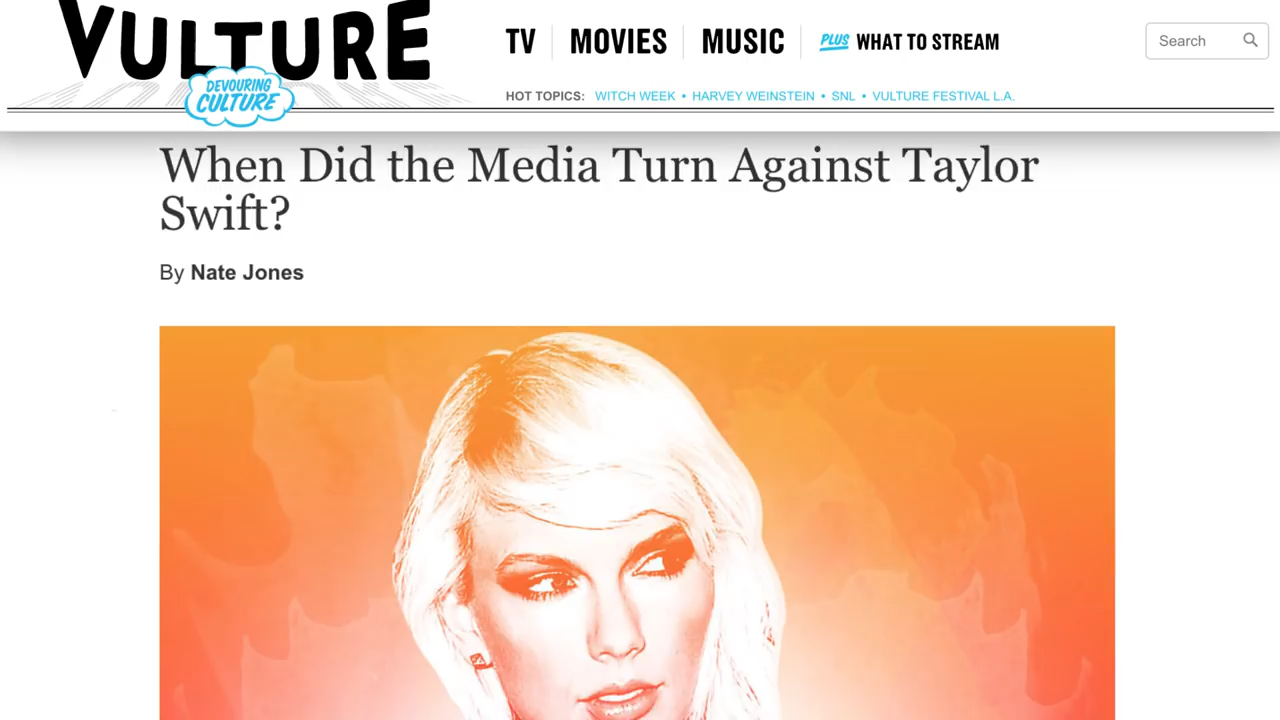 VULTURE
DEVOURING
CULTURE
TV MOVIES MUSIC PLUS WHAT TO STREAM
Search
HOT TOPICS: WITCH WEEK • HARVEY WEINSTEIN • SNL • VULTURE FESTIVAL L.A.
When Did the Media Turn Against Taylor
Swift?
By Nate Jones